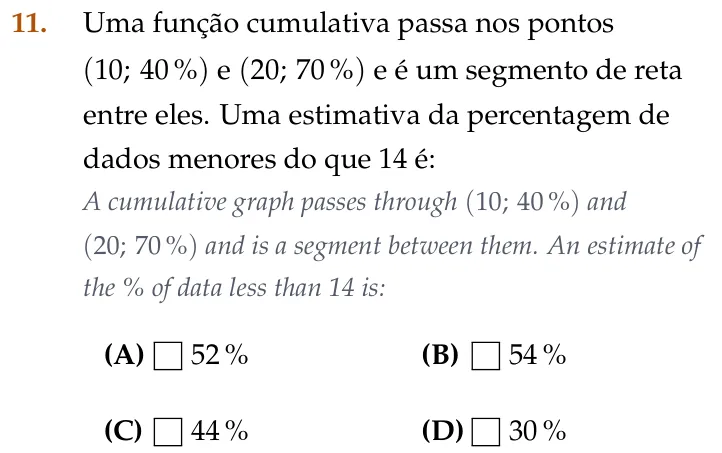 11. Uma função cumulativa passa nos pontos
(10; 40 %) e (20; 70 %) e é um segmento de reta
entre eles. Uma estimativa da percentagem de
dados menores do que 14 é:
A cumulative graph passes through (10; 40 %) and
(20; 70 %) and is a segment between them. An estimate of
the % of data less than 14 is:
(A) □ 52 % (B) □ 54 %
(C) □ 44 % (D) □ 30 %